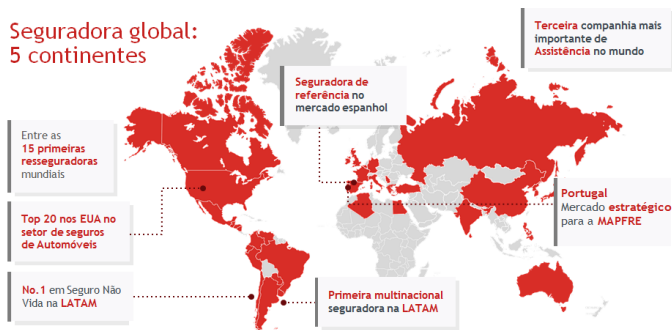 Seguradora global:
5 continentes
Terceira companhia mais
importante de
Assistência no mundo
Seguradora de
referência no
mercado espanhol
Entre as
15 primeiras
resseguradoras
mundiais
Portugal
Mercado estratégico
para a MAPFRE
Top 20 nos EUA no
setor de seguros
de Automóveis
No.1 em Seguro Não
Vida na LATAM
Primeira multinacional
seguradora na LATAM